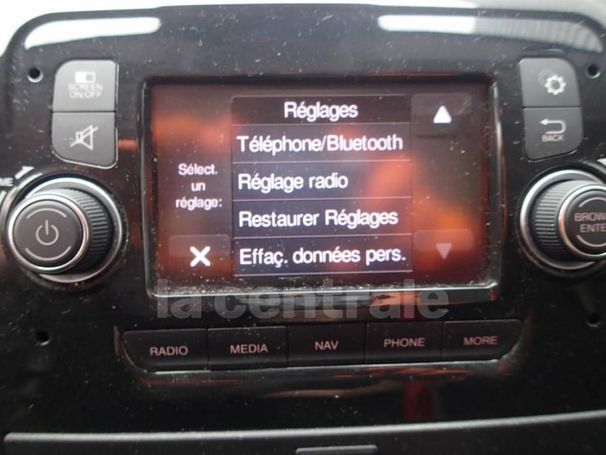 SCREEN
ON/OFF
Réglages
Téléphone/Bluetooth
Sélect.
un
réglage:
Réglage radio
Restaurer Réglages
Effaç. données pers.
BACK
BROW
ENTE
la centrale
RADIO
MEDIA
NAV
PHONE
MORE